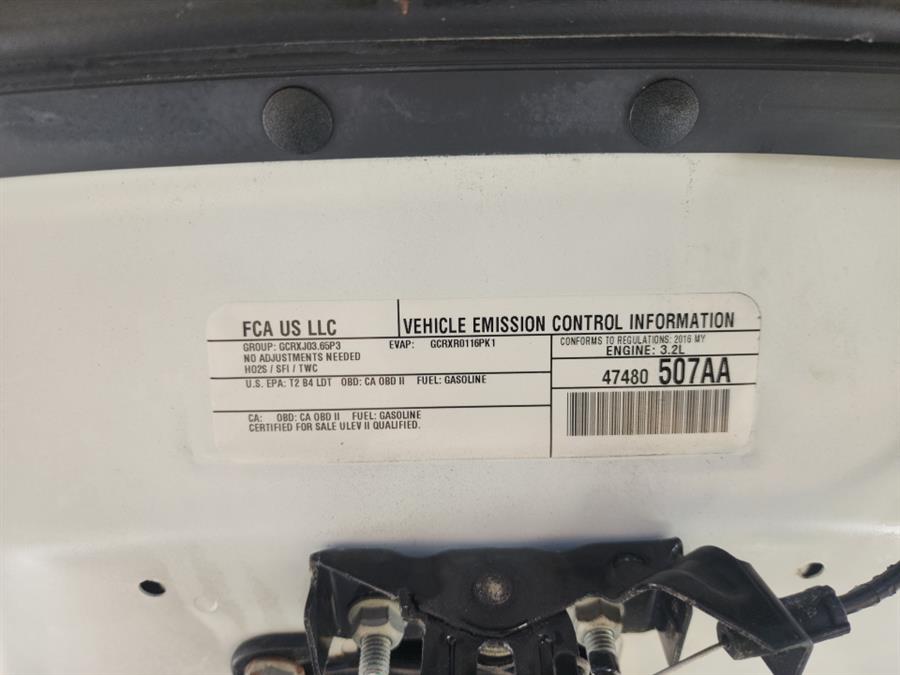 FCA US LLC
VEHICLE EMISSION CONTROL INFORMATION
GROUP: GCRXJ03.65P3 EVAP: GCRXR0116PK1
NO ADJUSTMENTS NEEDED
HO2S / SFI / TWC
CONFORMS TO REGULATIONS: 2016 MY
ENGINE: 3.2L
U.S. EPA: T2 B4 LDT OBD: CA OBD II FUEL: GASOLINE
47480 507AA
CA: OBD: CA OBD II FUEL: GASOLINE
CERTIFIED FOR SALE ULEV II QUALIFIED.